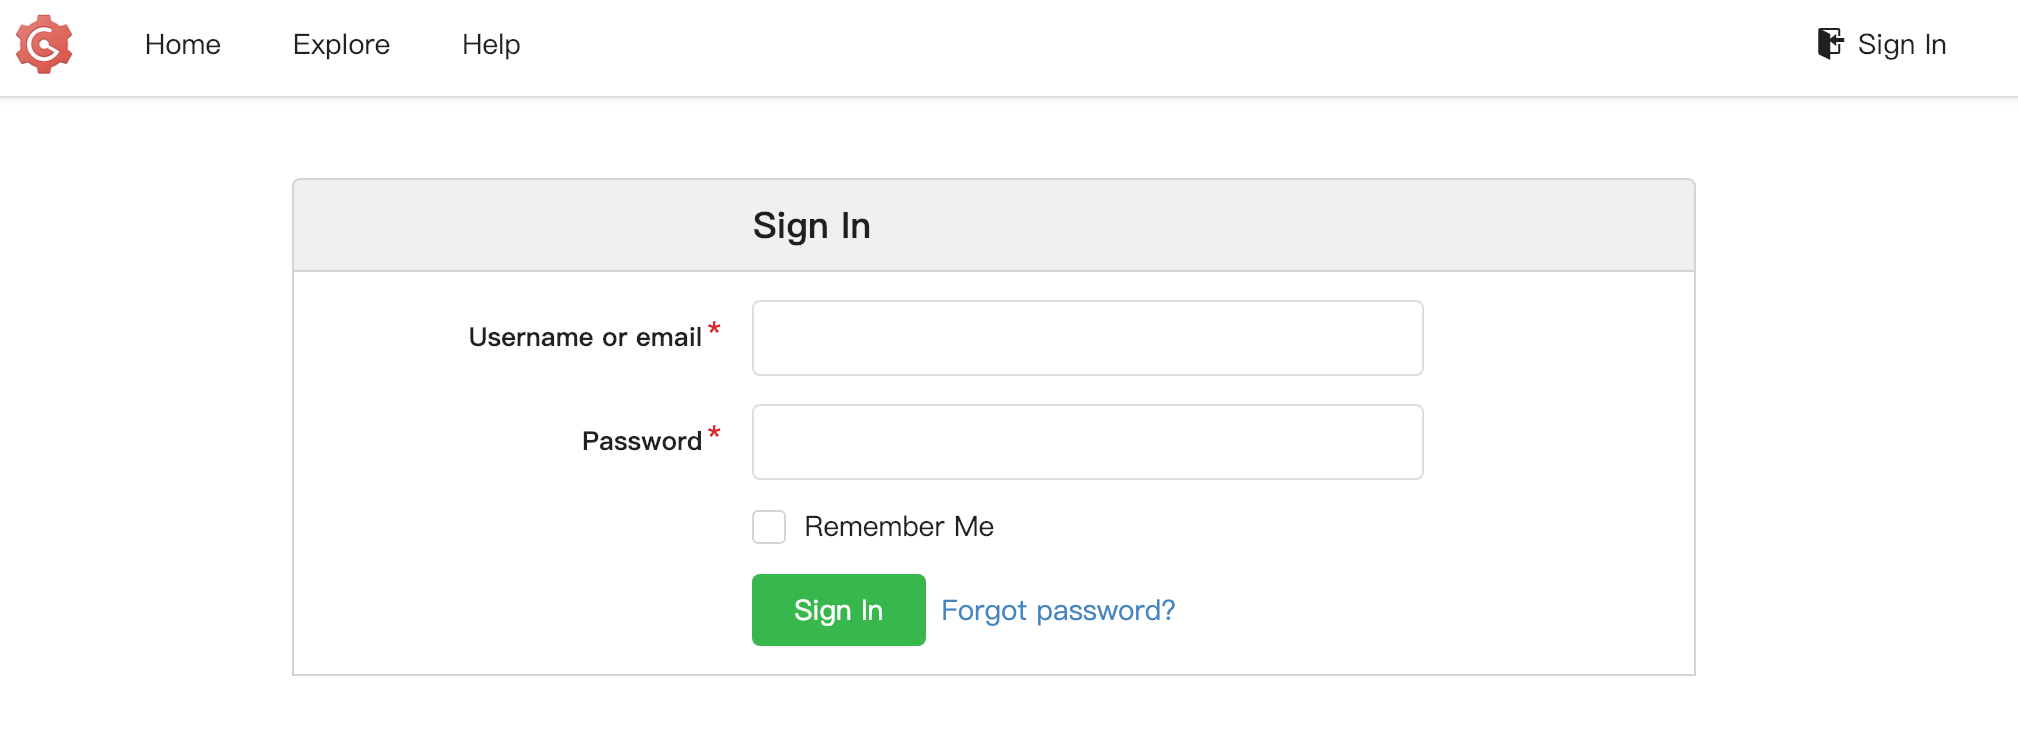 Home Explore Help Sign In
Sign In
Username or email*
Password*
Remember Me
Sign In Forgot password?